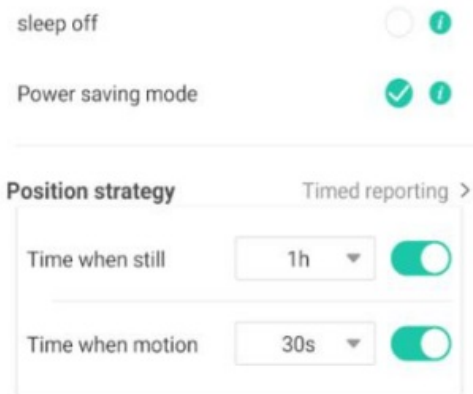 sleep off
Power saving mode
Position strategy Timed reporting >
Time when still 1h
Time when motion 30s